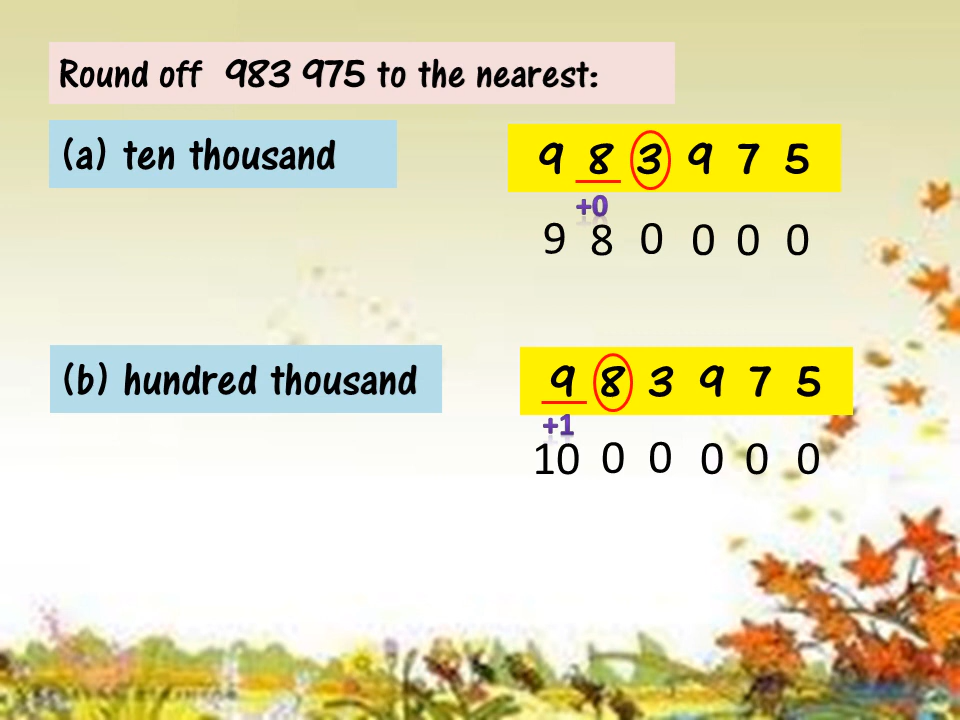 Round off 983 975 to the nearest:
(a) ten thousand
9 8 3 9 7 5
+0
9 8 0 0 0 0
(b) hundred thousand
9 8 3 9 7 5
+1
10 0 0 0 0 0